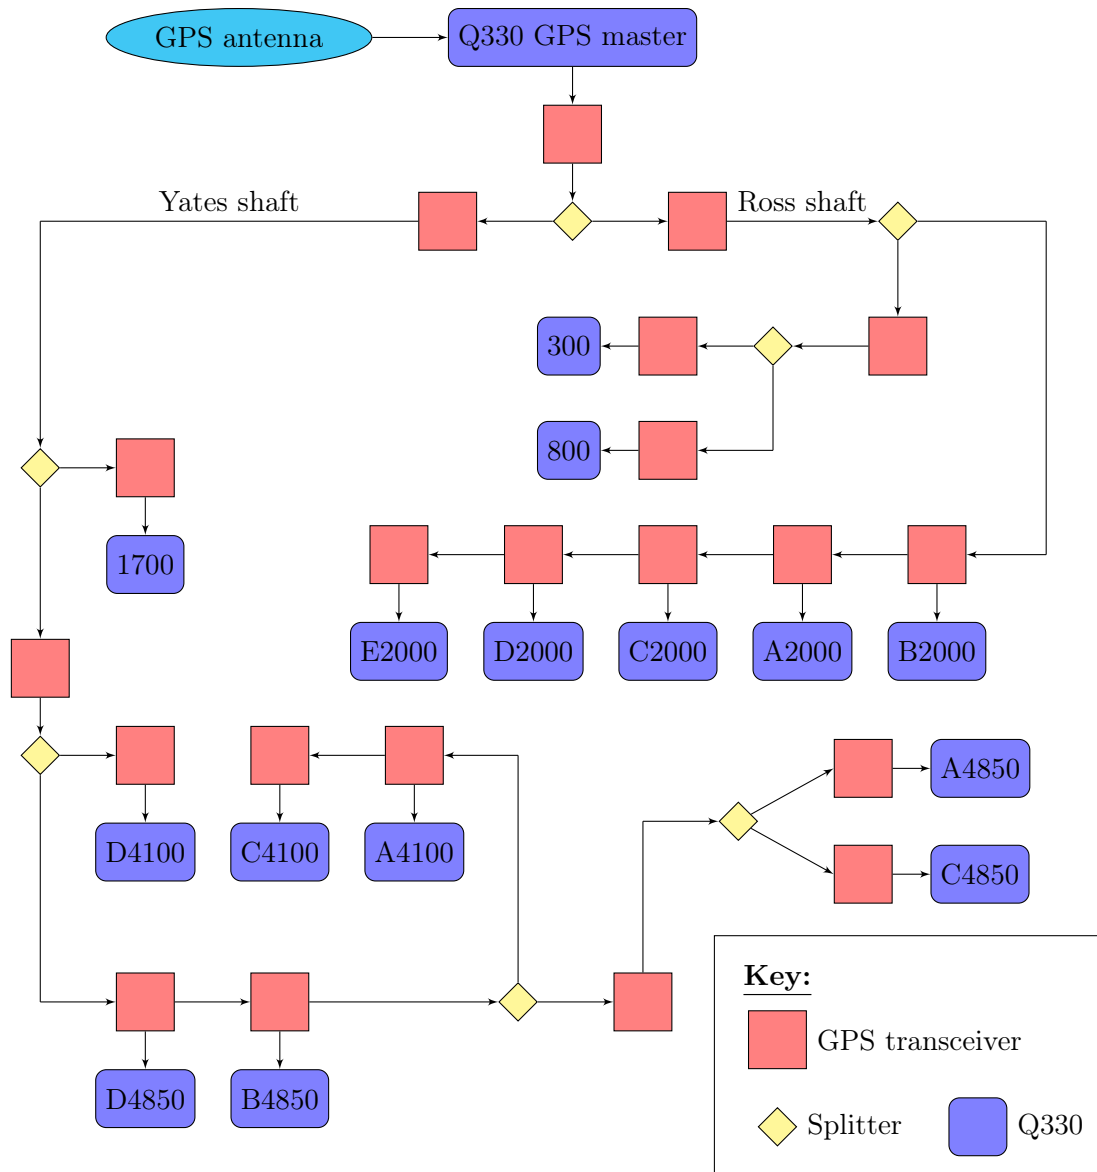 GPS antenna
Q330 GPS master
Yates shaft
Ross shaft
300
800
1700
E2000
D2000
C2000
A2000
B2000
D4100
C4100
A4100
A4850
C4850
D4850
B4850
Key:
GPS transceiver
Splitter
Q330